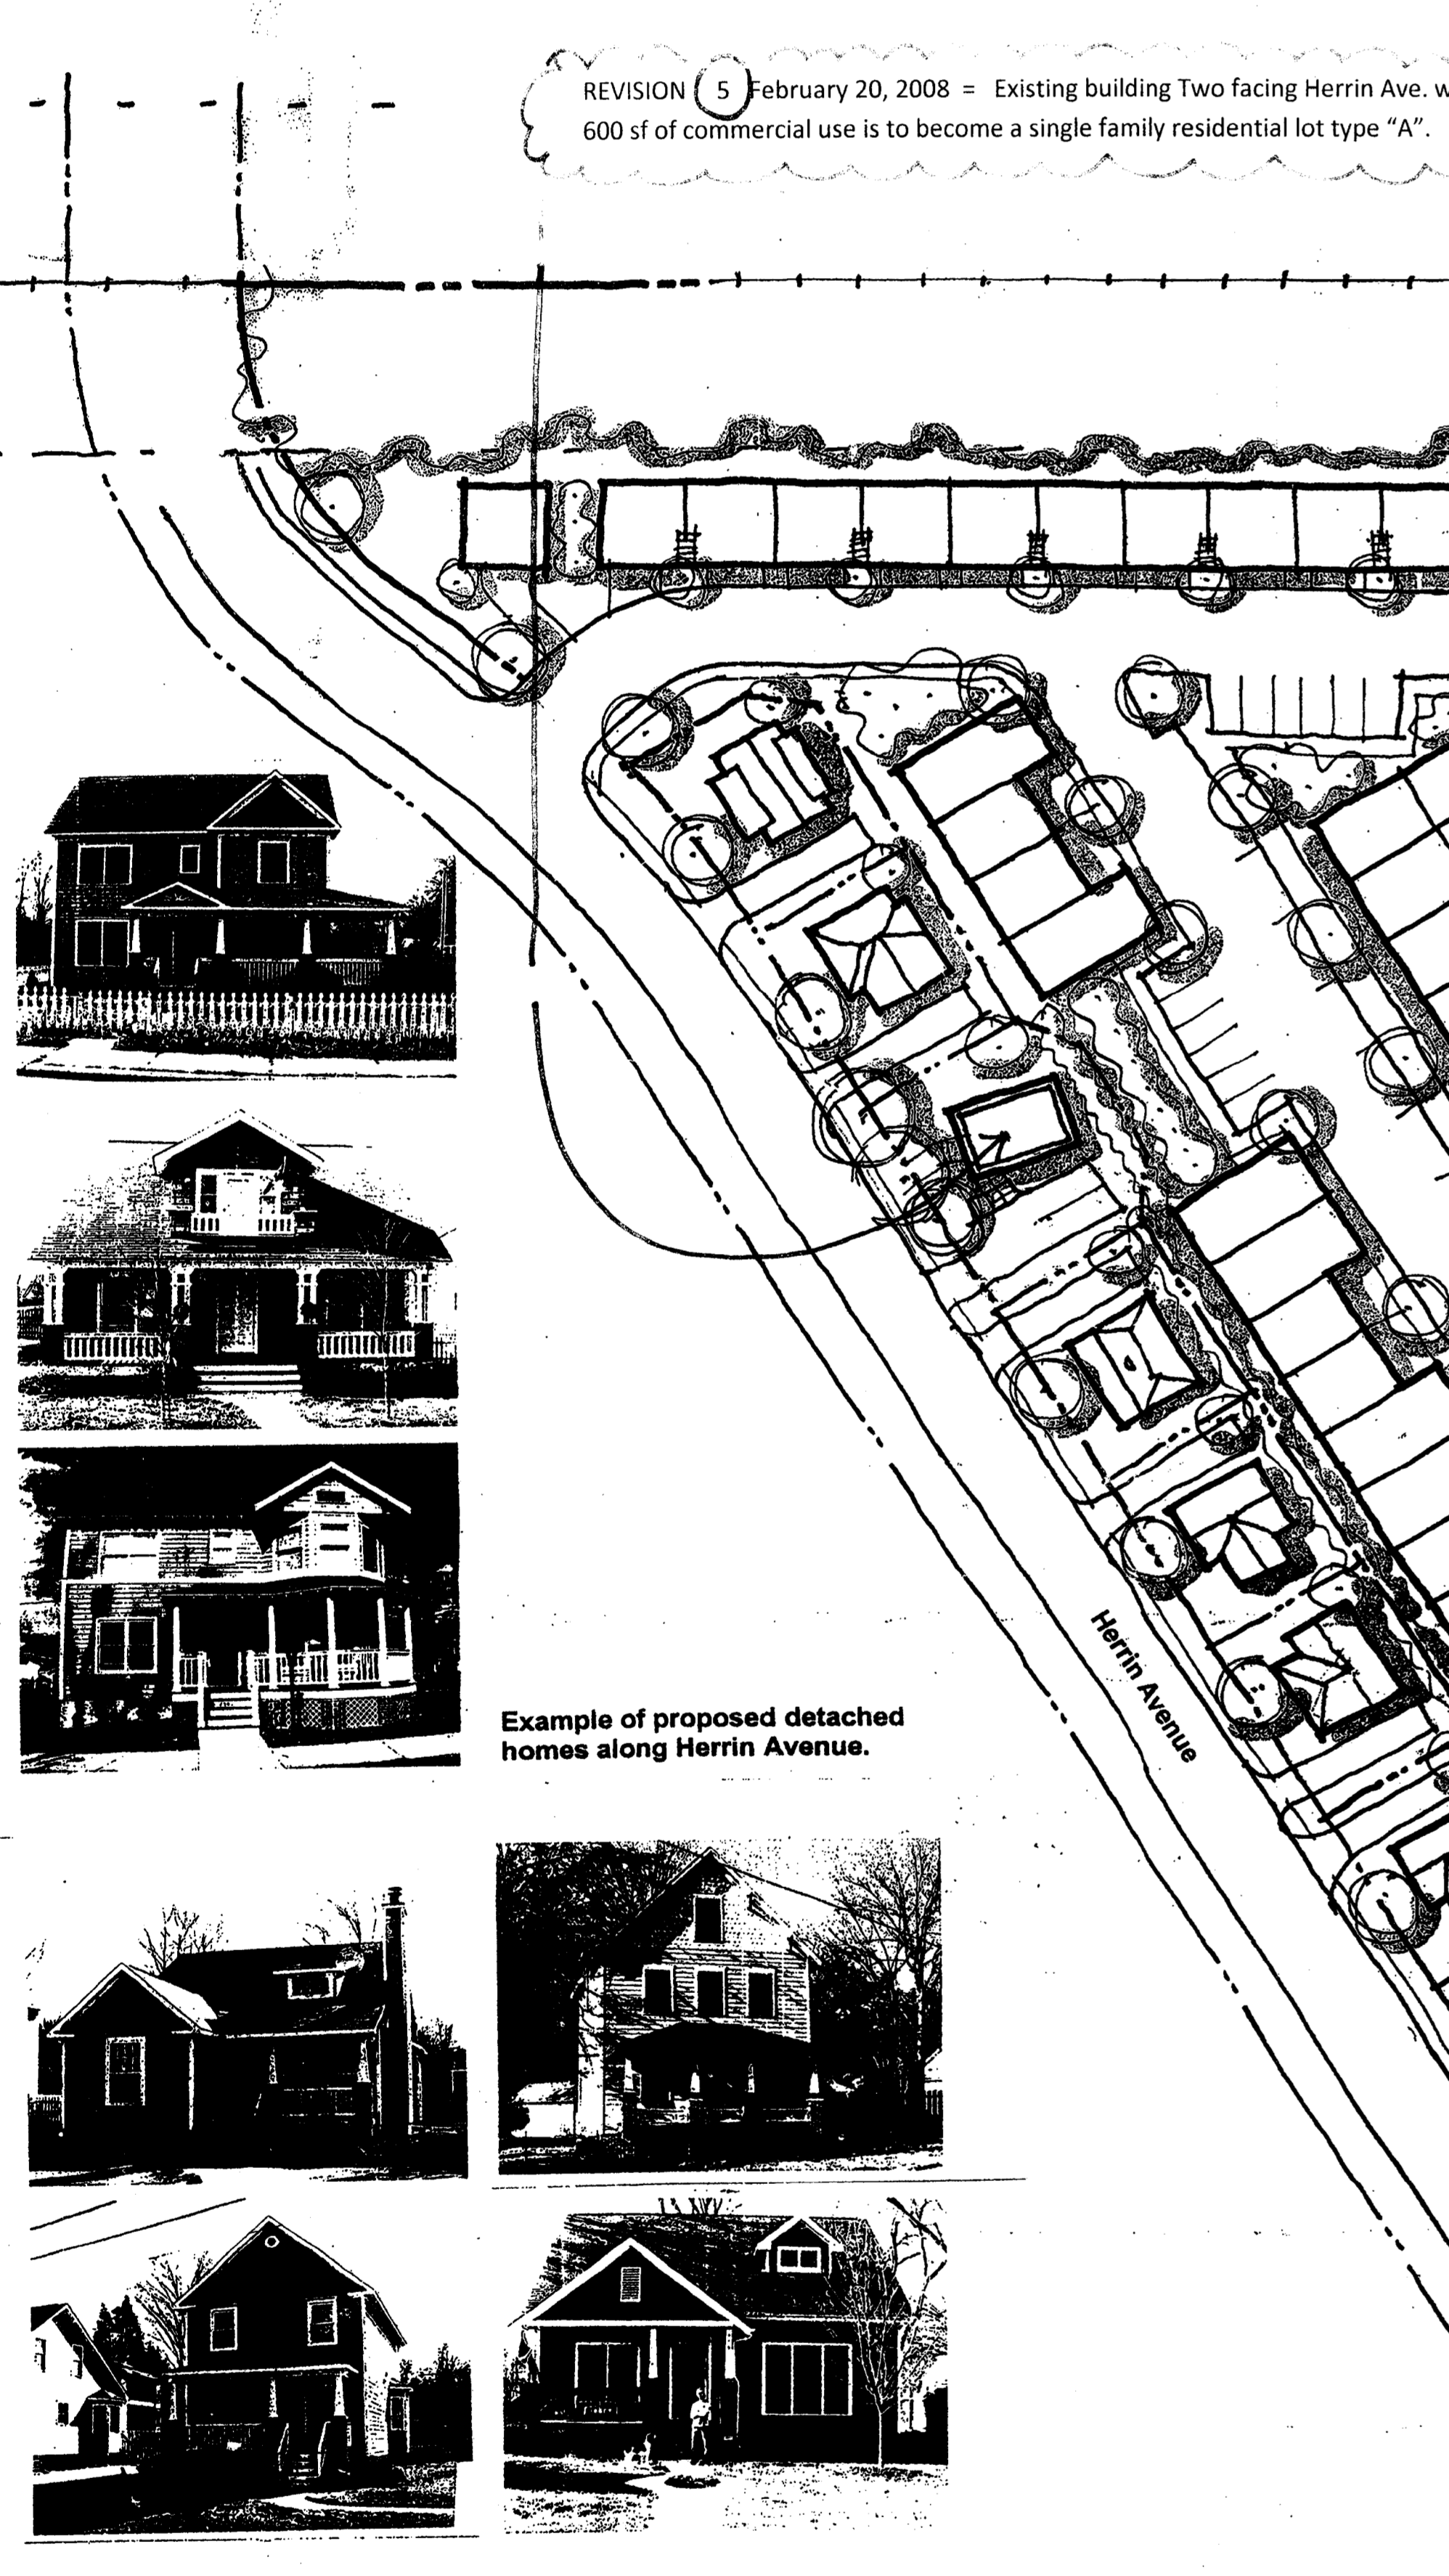 REVISION 5 February 20, 2008 = Existing building Two facing Herrin Ave.
600 sf of commercial use is to become a single family residential lot type “A”.
Herrin Avenue
Example of proposed detached
homes along Herrin Avenue.